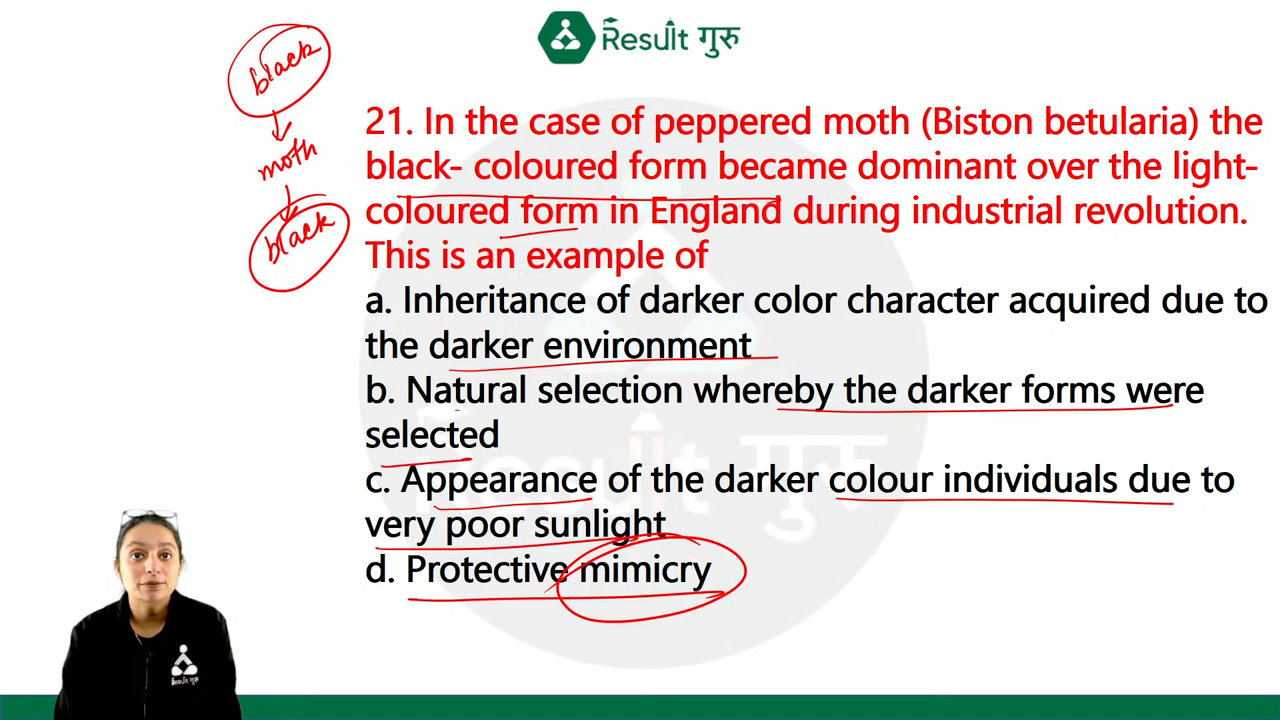 Result गुरु
black
moth
black
21. In the case of peppered moth (Biston betularia) the
black- coloured form became dominant over the light-
coloured form in England during industrial revolution.
This is an example of
a. Inheritance of darker color character acquired due to
the darker environment
b. Natural selection whereby the darker forms were
selected
c. Appearance of the darker colour individuals due to
very poor sunlight
d. Protective mimicry
Result गुरु
Result गुरु